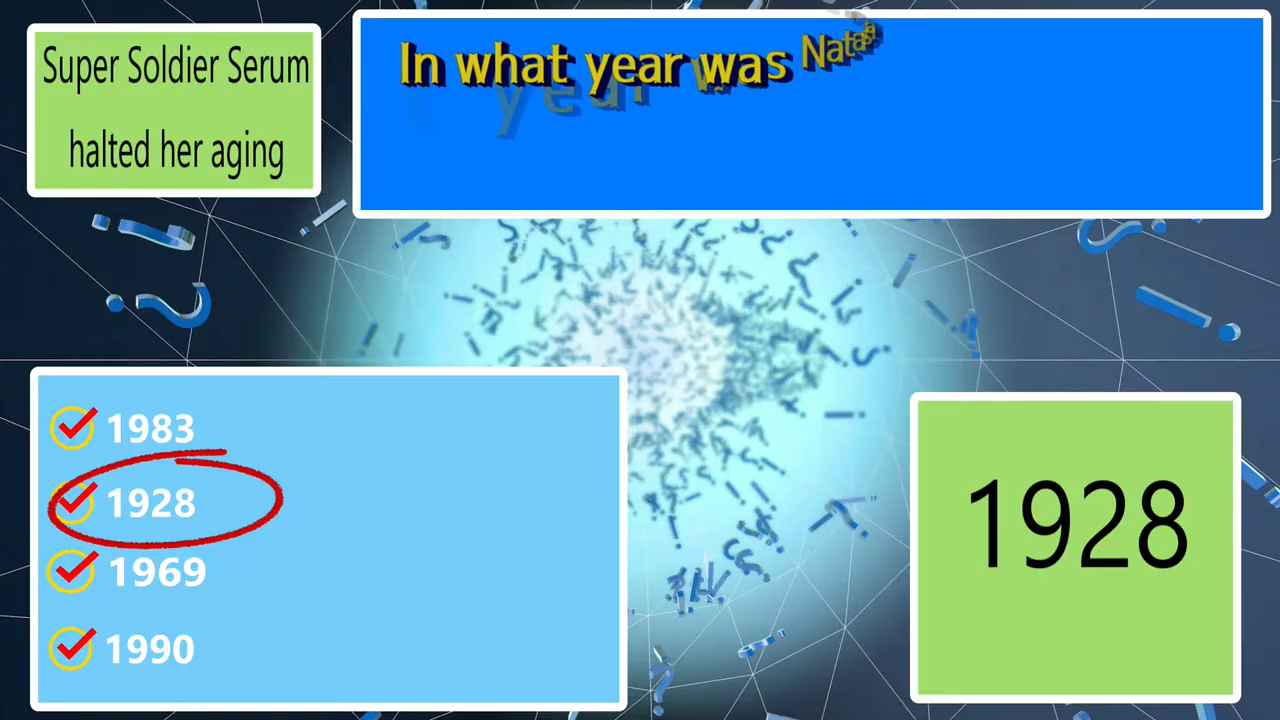 Super Soldier Serum
halted her aging
In what year was
1983
1928
1969
1990
1928